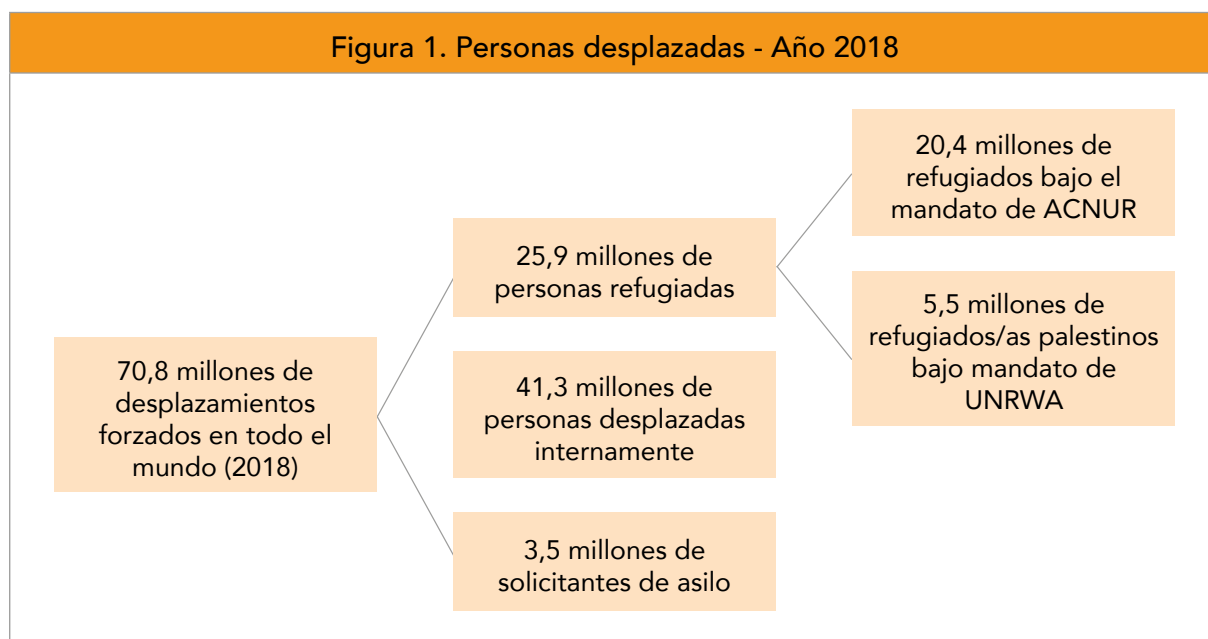 Figura 1. Personas desplazadas - Año 2018
70,8 millones de
desplazamientos
forzados en todo el
mundo (2018)
25,9 millones de
personas refugiadas
41,3 millones de
personas desplazadas
internamente
3,5 millones de
solicitantes de asilo
20,4 millones de
refugiados bajo el
mandato de ACNUR
5,5 millones de
refugiados/as palestinos
bajo mandato de
UNRWA